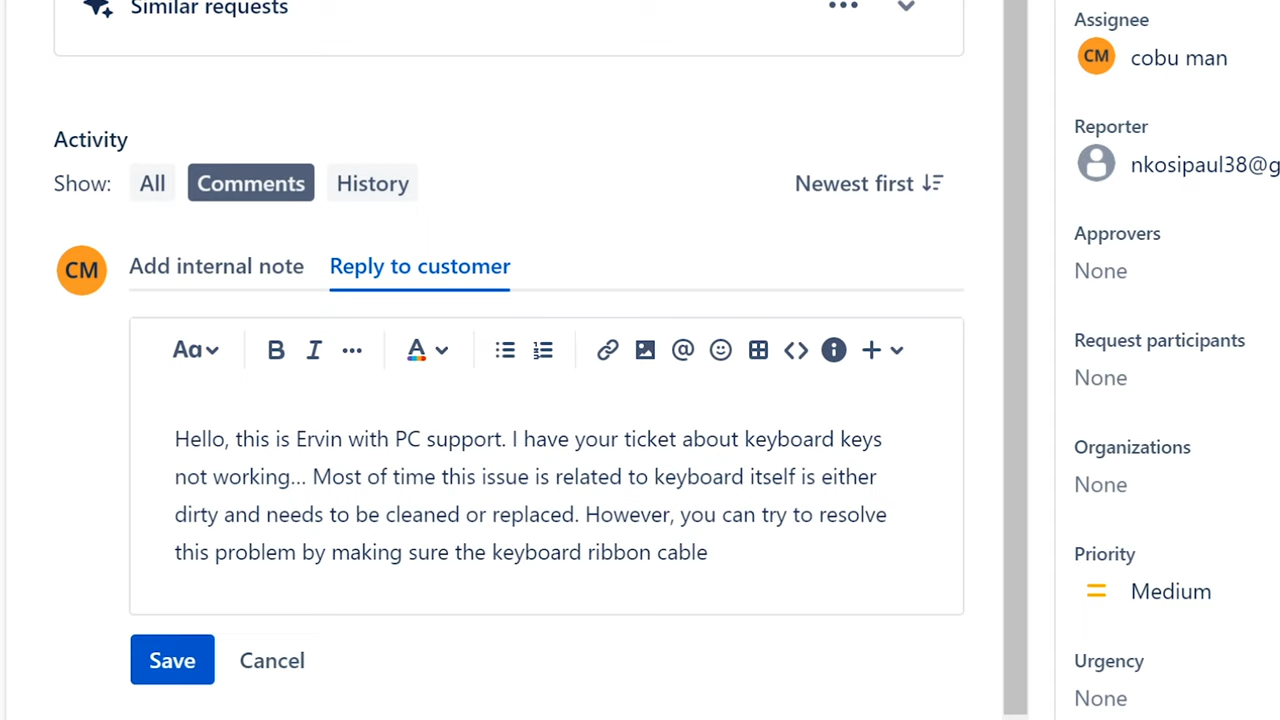 Similar requests
Activity
Show: All Comments History Newest first
CM Add internal note Reply to customer
Aa B I A
Hello, this is Ervin with PC support. I have your ticket about keyboard keys
not working... Most of time this issue is related to keyboard itself is either
dirty and needs to be cleaned or replaced. However, you can try to resolve
this problem by making sure the keyboard ribbon cable
Save Cancel
Assignee
CM cobu man
Reporter
nkosipaul38@g
Approvers
None
Request participants
None
Organizations
None
Priority
Medium
Urgency
None